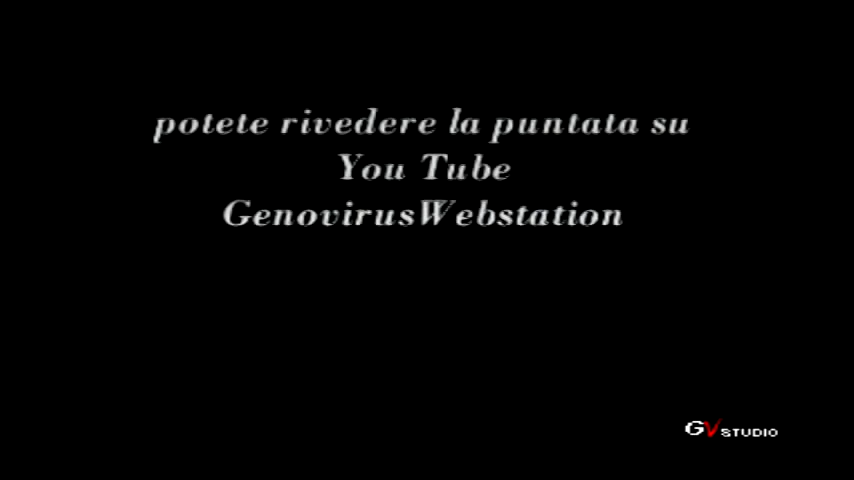 potete rivedere la puntata su
You Tube
GenovirusWebstation
GV STUDIO